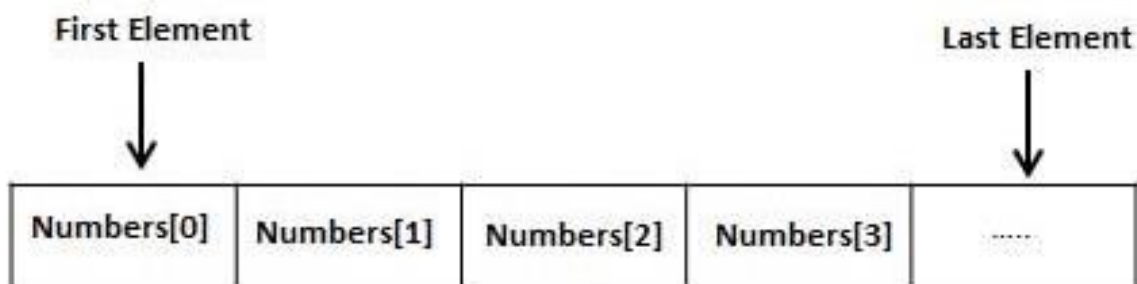 First Element
Last Element
Numbers[0] Numbers[1] Numbers[2] Numbers[3] .....